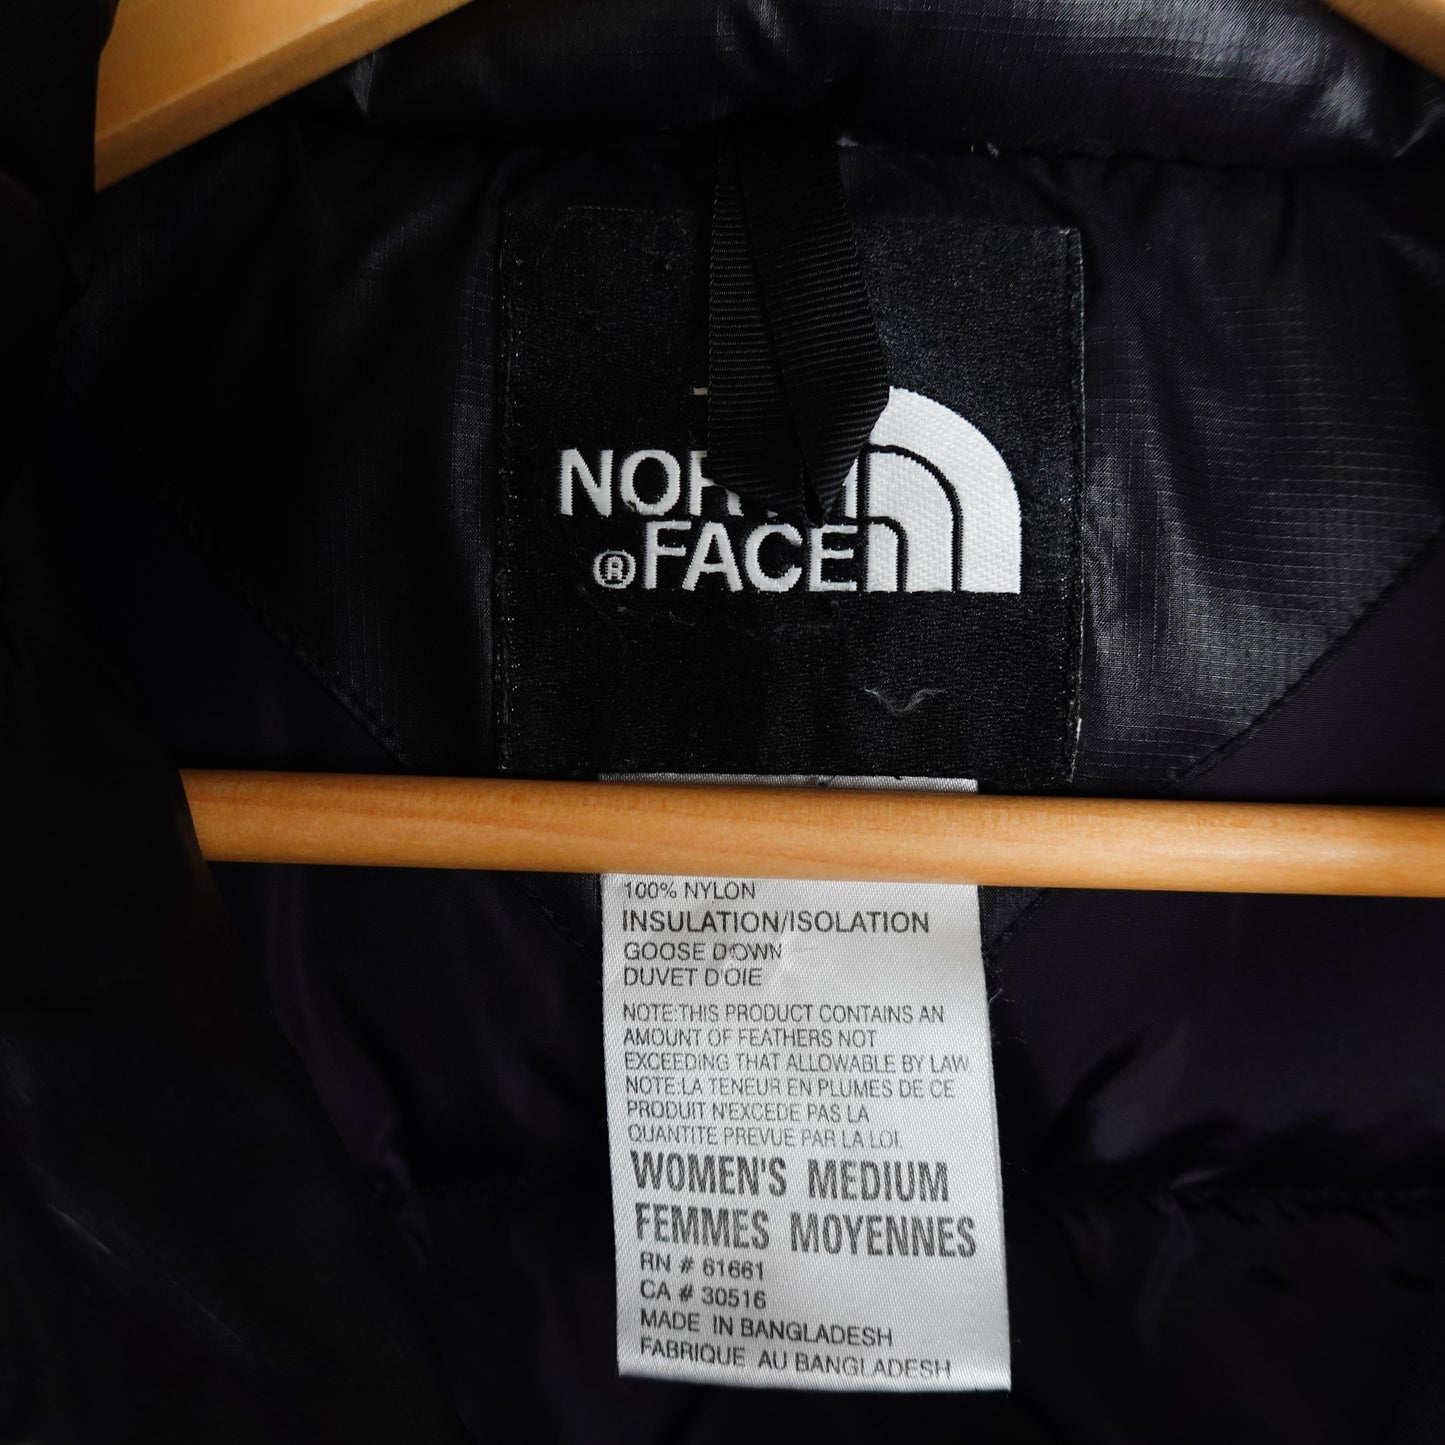 NORTH
® FACE
100% NYLON
INSULATION/ISOLATION
GOOSE DOWN
DUVET D'OIE
NOTE:THIS PRODUCT CONTAINS AN
AMOUNT OF FEATHERS NOT
EXCEEDING THAT ALLOWABLE BY LAW
NOTE:LA TENEUR EN PLUMES DE CE
PRODUIT N'EXCEDE PAS LA
QUANTITE PREVUE PAR LA LOI.
WOMEN'S MEDIUM
FEMMES MOYENNES
RN # 61661
CA # 30516
MADE IN BANGLADESH
FABRIQUE AU BANGLADESH